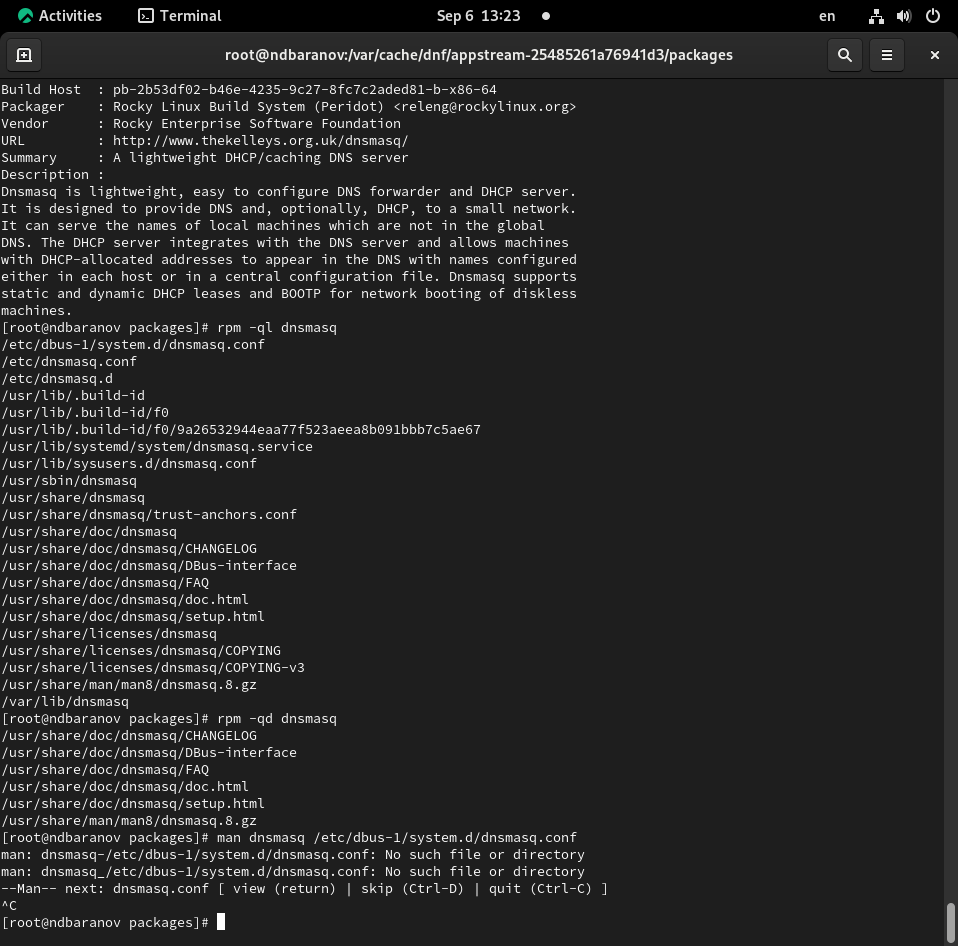 Activities Terminal Sep 6 13:23 en
root@ndbaranov:/var/cache/dnf/appstream-25485261a76941d3/packages
Build Host  : pb-2b53df02-b46e-4235-9c27-8fc7c2aded81-b-x86-64
Packager    : Rocky Linux Build System (Peridot) <releng@rockylinux.org>
Vendor      : Rocky Enterprise Software Foundation
URL         : http://www.thekelleys.org.uk/dnsmasq/
Summary     : A lightweight DHCP/caching DNS server
Description :
Dnsmasq is lightweight, easy to configure DNS forwarder and DHCP server.
It is designed to provide DNS and, optionally, DHCP, to a small network.
It can serve the names of local machines which are not in the global
DNS. The DHCP server integrates with the DNS server and allows machines
with DHCP-allocated addresses to appear in the DNS with names configured
either in each host or in a central configuration file. Dnsmasq supports
static and dynamic DHCP leases and BOOTP for network booting of diskless
machines.
[root@ndbaranov packages]# rpm -ql dnsmasq
/etc/dbus-1/system.d/dnsmasq.conf
/etc/dnsmasq.conf
/etc/dnsmasq.d
/usr/lib/.build-id
/usr/lib/.build-id/f0
/usr/lib/.build-id/f0/9a26532944eaa77f523aeea8b091bbb7c5ae67
/usr/lib/systemd/system/dnsmasq.service
/usr/lib/sysusers.d/dnsmasq.conf
/usr/sbin/dnsmasq
/usr/share/dnsmasq
/usr/share/dnsmasq/trust-anchors.conf
/usr/share/doc/dnsmasq
/usr/share/doc/dnsmasq/CHANGELOG
/usr/share/doc/dnsmasq/DBus-interface
/usr/share/doc/dnsmasq/FAQ
/usr/share/doc/dnsmasq/doc.html
/usr/share/doc/dnsmasq/setup.html
/usr/share/licenses/dnsmasq
/usr/share/licenses/dnsmasq/COPYING
/usr/share/licenses/dnsmasq/COPYING-v3
/usr/share/man/man8/dnsmasq.8.gz
/var/lib/dnsmasq
[root@ndbaranov packages]# rpm -qd dnsmasq
/usr/share/doc/dnsmasq/CHANGELOG
/usr/share/doc/dnsmasq/DBus-interface
/usr/share/doc/dnsmasq/FAQ
/usr/share/doc/dnsmasq/doc.html
/usr/share/doc/dnsmasq/setup.html
/usr/share/man/man8/dnsmasq.8.gz
[root@ndbaranov packages]# man dnsmasq /etc/dbus-1/system.d/dnsmasq.conf
man: dnsmasq-/etc/dbus-1/system.d/dnsmasq.conf: No such file or directory
man: dnsmasq_/etc/dbus-1/system.d/dnsmasq.conf: No such file or directory
--Man-- next: dnsmasq.conf [ view (return) | skip (Ctrl-D) | quit (Ctrl-C) ]
^C
[root@ndbaranov packages]#